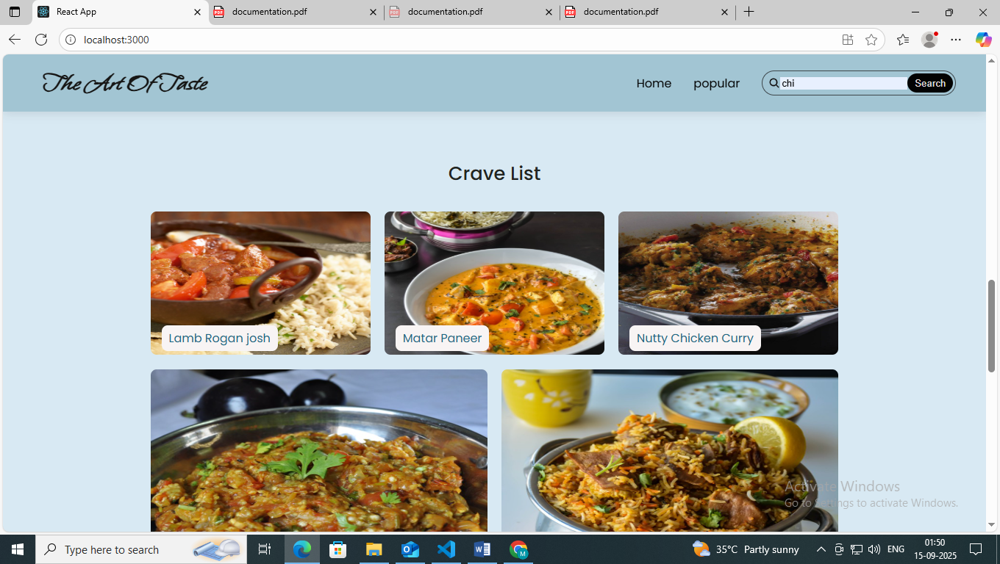 React App
documentation.pdf
documentation.pdf
documentation.pdf
localhost:3000
The Art Of Taste
Home
popular
chi
Search
Crave List
Lamb Rogan josh
Matar Paneer
Nutty Chicken Curry
Activate Windows
Go to Settings to activate Windows.
Type here to search
35°C Partly sunny
ENG
01:50
15-09-2025